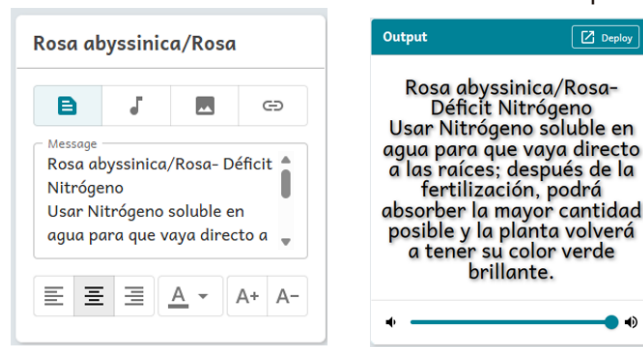 Rosa abyssinica/Rosa
Message
Rosa abyssinica/Rosa- Déficit
Nitrógeno
Usar Nitrógeno soluble en
agua para que vaya directo a
A
A+
A-
Output
Deploy
Rosa abyssinica/Rosa-
Déficit Nitrógeno
Usar Nitrógeno soluble en
agua para que vaya directo
a las raíces; después de la
fertilización, podrá
absorber la mayor cantidad
posible y la planta volverá
a tener su color verde
brillante.